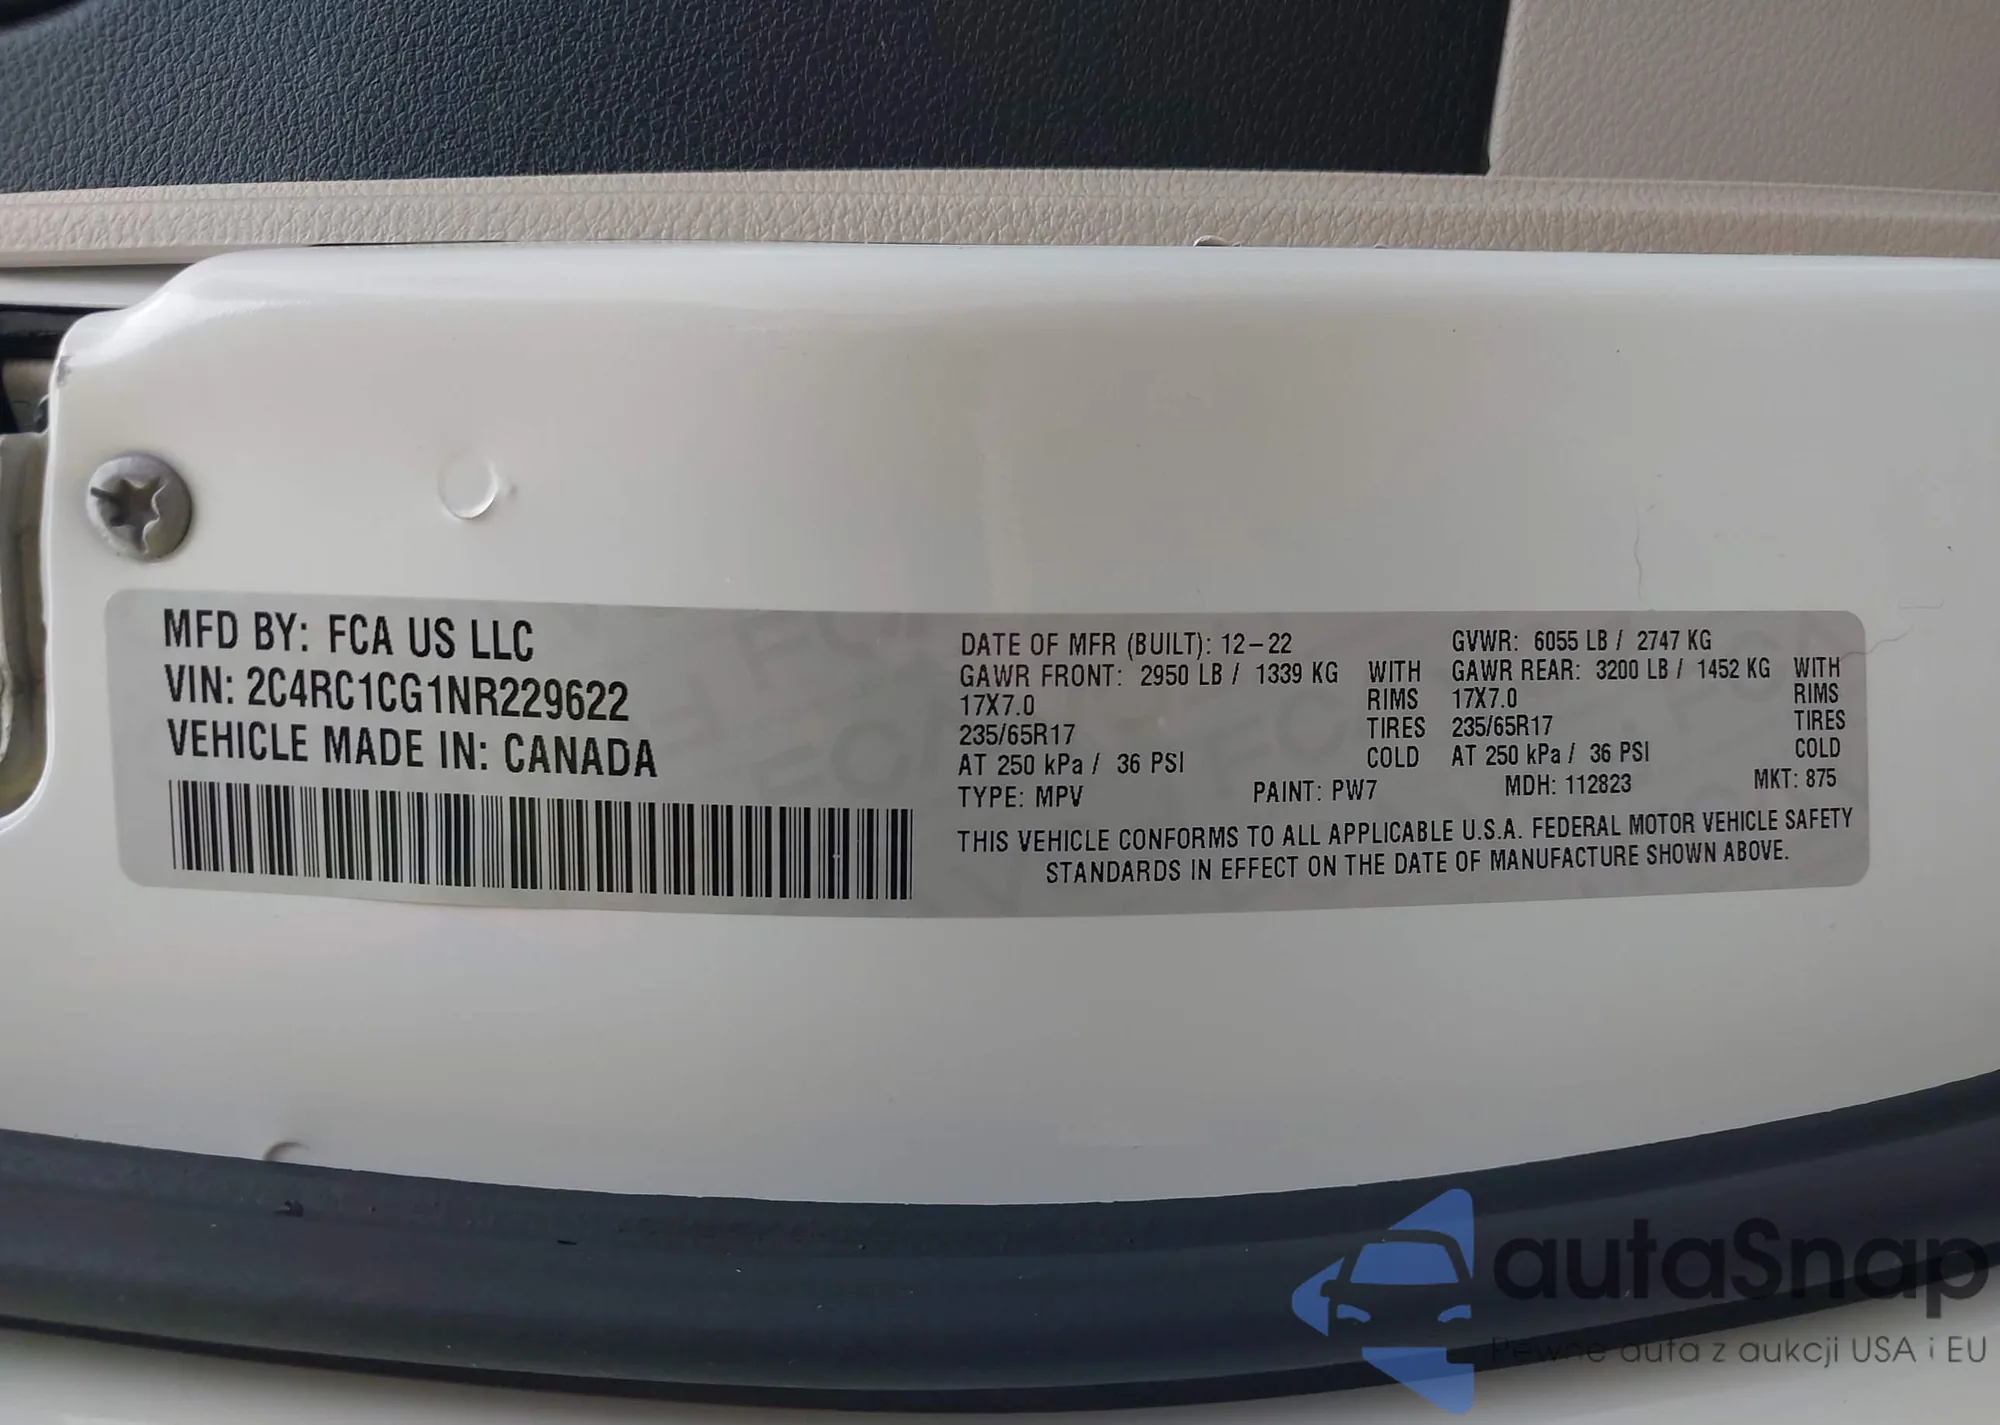 MFD BY: FCA US LLC
VIN: 2C4RC1CG1NR229622
VEHICLE MADE IN: CANADA
DATE OF MFR (BUILT): 12-22 GVWR: 6055 LB / 2747 KG
GAWR FRONT: 2950 LB / 1339 KG WITH GAWR REAR: 3200 LB / 1452 KG WITH
17X7.0 RIMS 17X7.0 RIMS
235/65R17 TIRES 235/65R17 TIRES
AT 250 kPa / 36 PSI COLD AT 250 kPa / 36 PSI COLD
TYPE: MPV PAINT: PW7 MDH: 112823 MKT: 875
THIS VEHICLE CONFORMS TO ALL APPLICABLE U.S.A. FEDERAL MOTOR VEHICLE SAFETY
STANDARDS IN EFFECT ON THE DATE OF MANUFACTURE SHOWN ABOVE.
autaSnap
Pewne auta z aukcji USA i EU